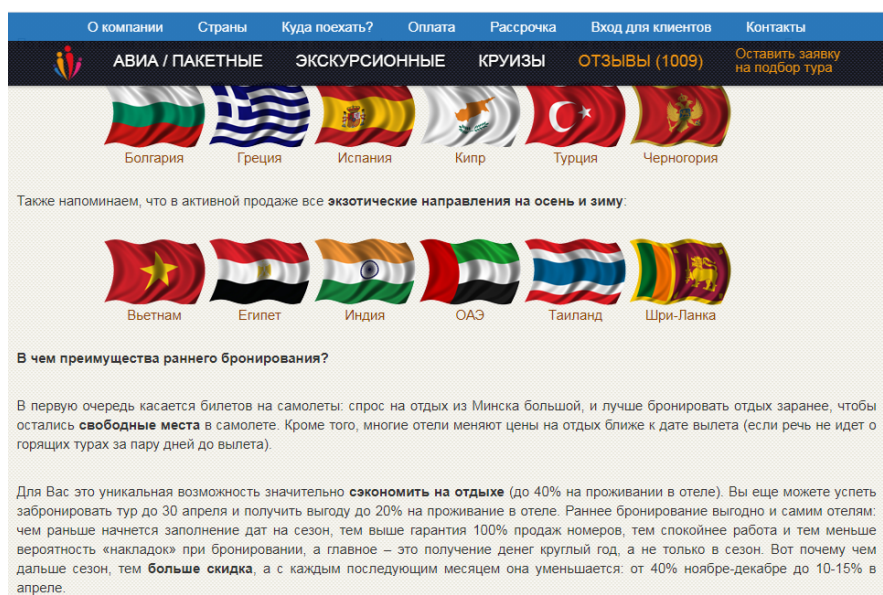 О компании Страны Куда поехать? Оплата Рассрочка Вход для клиентов Контакты
АВИА / ПАКЕТНЫЕ ЭКСКУРСИОННЫЕ КРУИЗЫ ОТЗЫВЫ (1009) Оставить заявку
на подбор тура
Болгария Греция Испания Кипр Турция Черногория
Также напоминаем, что в активной продаже все экзотические направления на осень и зиму:
Вьетнам Египет Индия ОАЭ Таиланд Шри-Ланка
В чем преимущества раннего бронирования?
В первую очередь касается билетов на самолеты: спрос на отдых из Минска большой, и лучше бронировать отдых заранее, чтобы
остались свободные места в самолете. Кроме того, многие отели меняют цены на отдых ближе к дате вылета (если речь не идет о
горящих турах за пару дней до вылета).
Для Вас это уникальная возможность значительно сэкономить на отдыхе (до 40% на проживании в отеле). Вы еще можете успеть
забронировать тур до 30 апреля и получить выгоду до 20% на проживание в отеле. Раннее бронирование выгодно и самим отелям:
чем раньше начнется заполнение дат на сезон, тем выше гарантия 100% продаж номеров, тем спокойнее работа и тем меньше
вероятность «накладок» при бронировании, а главное – это получение денег круглый год, а не только в сезон. Вот почему чем
дальше сезон, тем больше скидка, а с каждым последующим месяцем она уменьшается: от 40% ноябре-декабре до 10-15% в
апреле.